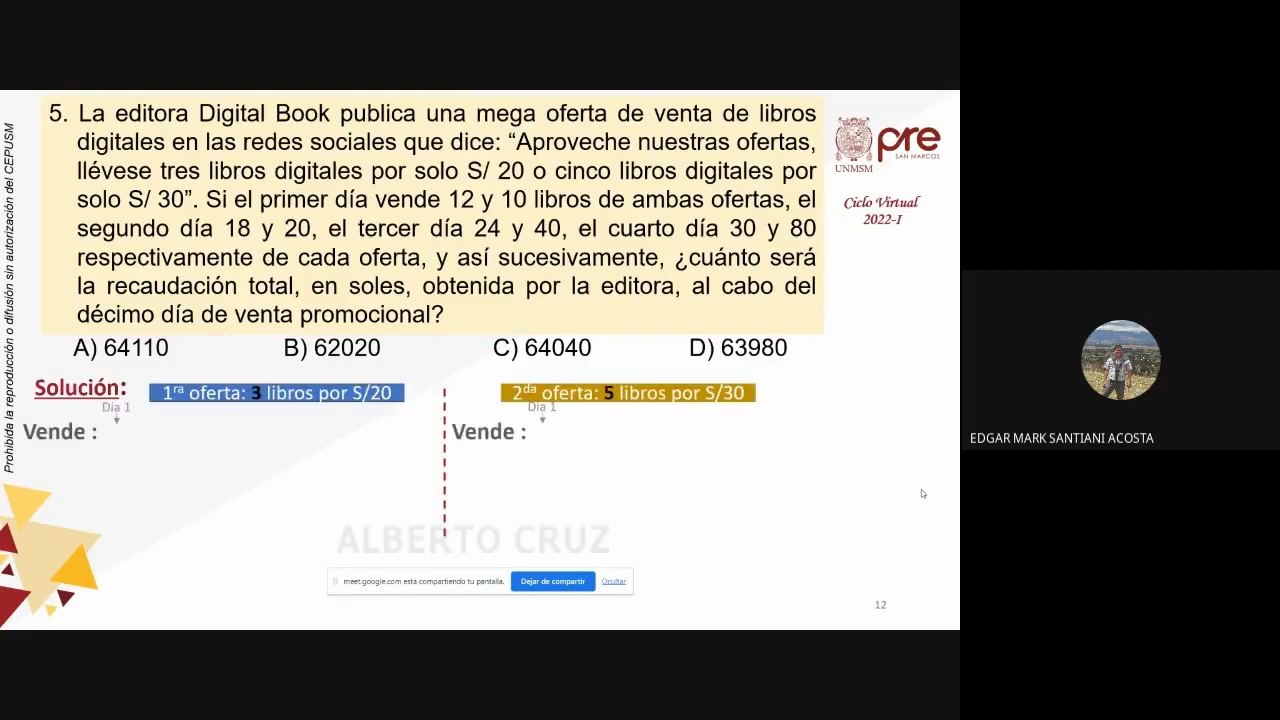 Prohibida la reproducción o difusión sin autorización del CEPUSM
5. La editora Digital Book publica una mega oferta de venta de libros
digitales en las redes sociales que dice: “Aproveche nuestras ofertas,
llévese tres libros digitales por solo S/ 20 o cinco libros digitales por
solo S/ 30”. Si el primer día vende 12 y 10 libros de ambas ofertas, el
segundo día 18 y 20, el tercer día 24 y 40, el cuarto día 30 y 80
respectivamente de cada oferta, y así sucesivamente, ¿cuánto será
la recaudación total, en soles, obtenida por la editora, al cabo del
décimo día de venta promocional?
A) 64110 B) 62020 C) 64040 D) 63980
pre
SAN MARCOS
UNMSM
Ciclo Virtual
2022-I
Solución:
1ra oferta: 3 libros por S/20
Día 1
Vende :
2da oferta: 5 libros por S/30
Día 1
Vende :
ALBERTO CRUZ
meet.google.com está compartiendo tu pantalla. Dejar de compartir Ocultar
12
EDGAR MARK SANTIANI ACOSTA